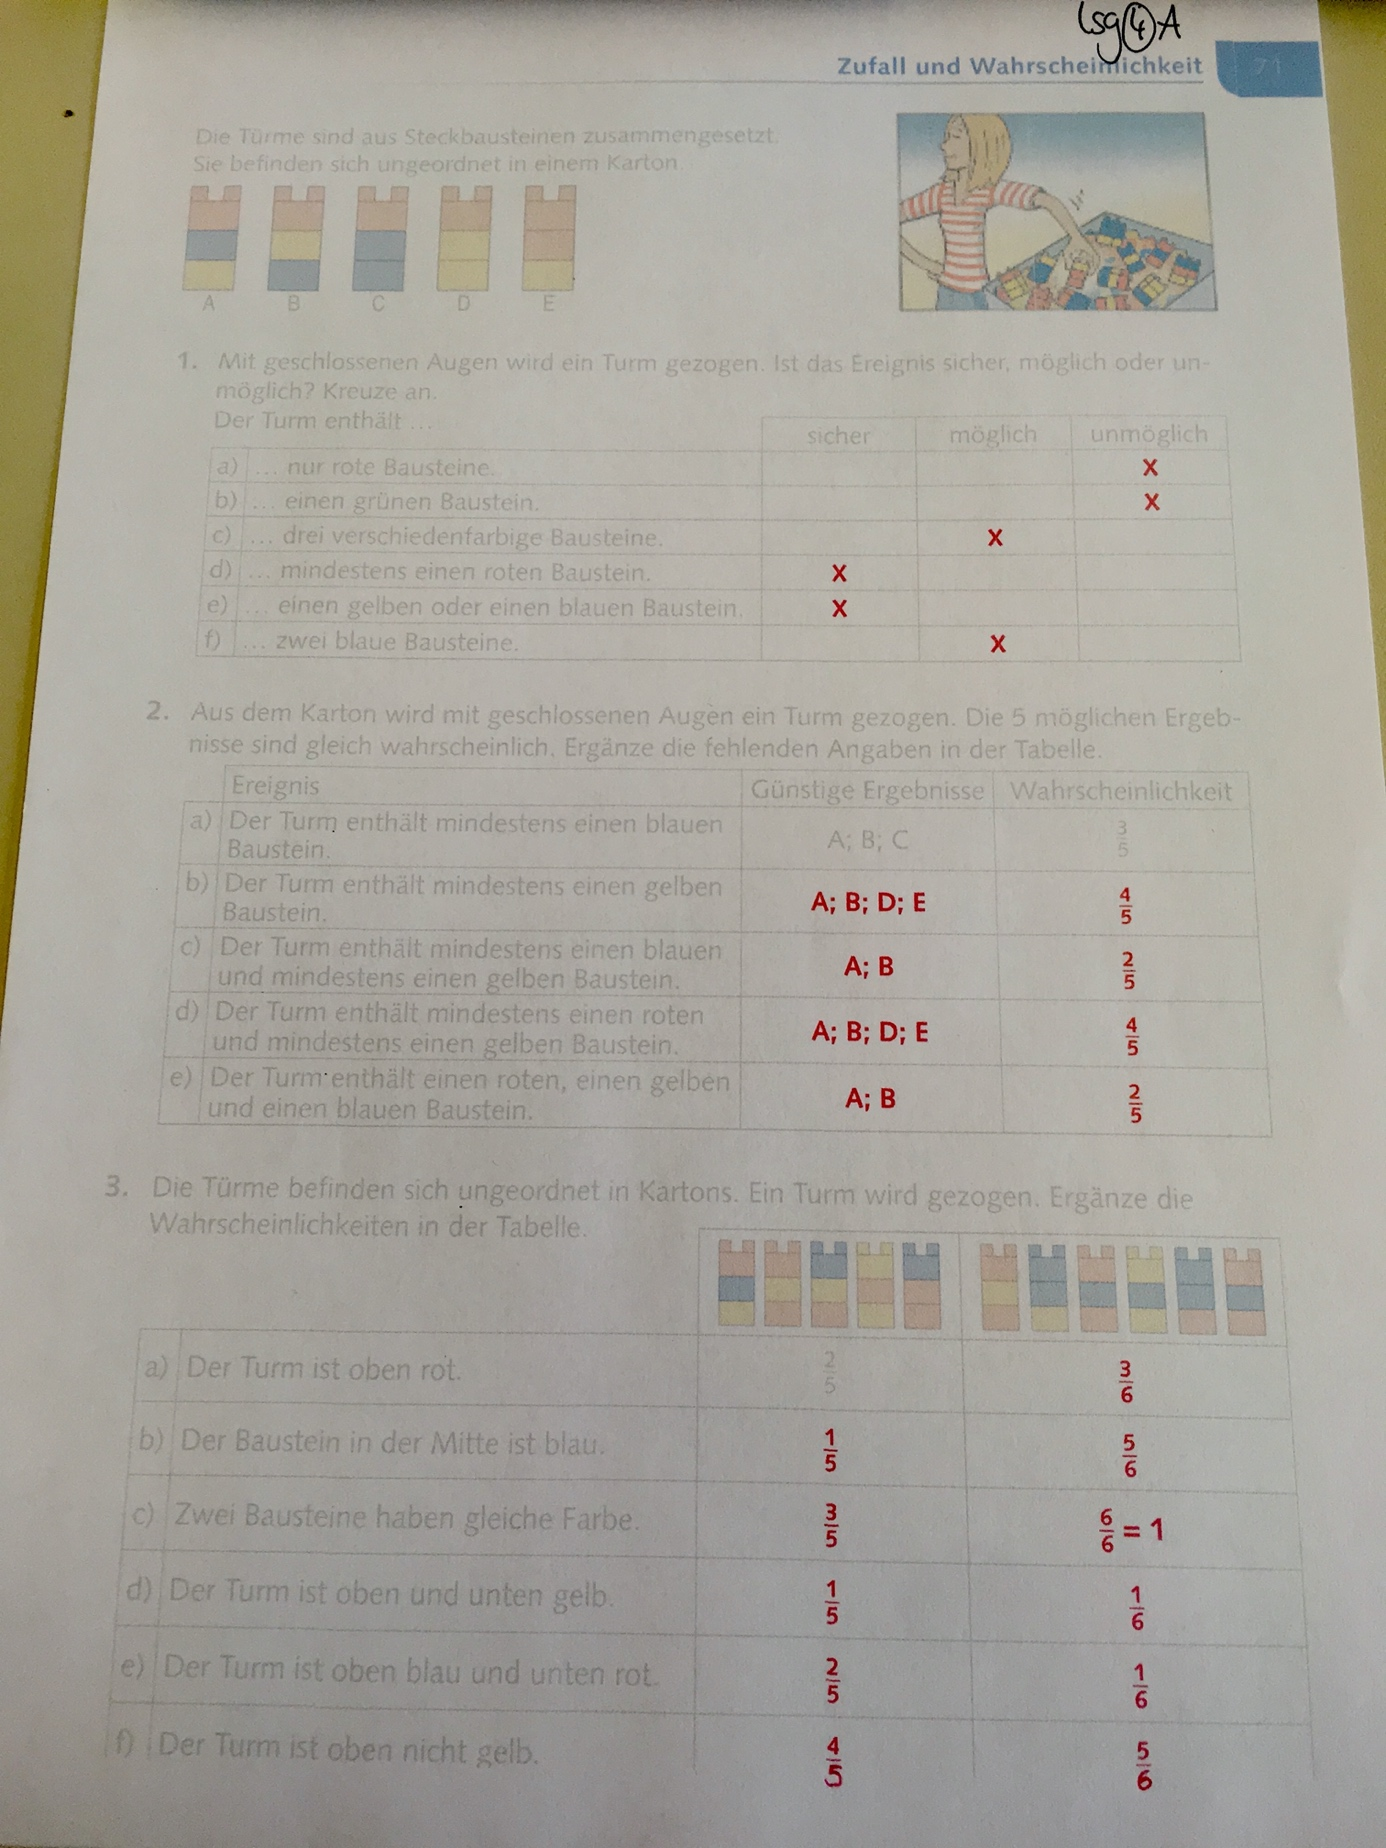 Lsg ④ A
Zufall und Wahrscheinlichkeit 71
Die Türme sind aus Steckbausteinen zusammengesetzt.
Sie befinden sich ungeordnet in einem Karton.
A B C D E
1. Mit geschlossenen Augen wird ein Turm gezogen. Ist das Ereignis sicher, möglich oder un-
möglich? Kreuze an.
Der Turm enthält ...
sicher möglich unmöglich
a) ... nur rote Bausteine. X
b) ... einen grünen Baustein. X
c) ... drei verschiedenfarbige Bausteine. X
d) ... mindestens einen roten Baustein. X
e) ... einen gelben oder einen blauen Baustein. X
f) ... zwei blaue Bausteine. X
2. Aus dem Karton wird mit geschlossenen Augen ein Turm gezogen. Die 5 möglichen Ergeb-
nisse sind gleich wahrscheinlich. Ergänze die fehlenden Angaben in der Tabelle.
Ereignis Günstige Ergebnisse Wahrscheinlichkeit
a) Der Turm enthält mindestens einen blauen
Baustein. A; B; C 3/5
b) Der Turm enthält mindestens einen gelben
Baustein. A; B; D; E 4/5
c) Der Turm enthält mindestens einen blauen
und mindestens einen gelben Baustein. A; B 2/5
d) Der Turm enthält mindestens einen roten
und mindestens einen gelben Baustein. A; B; D; E 4/5
e) Der Turm enthält einen roten, einen gelben
und einen blauen Baustein. A; B 2/5
3. Die Türme befinden sich ungeordnet in Kartons. Ein Turm wird gezogen. Ergänze die
Wahrscheinlichkeiten in der Tabelle.
a) Der Turm ist oben rot. 2/5 3/6
b) Der Baustein in der Mitte ist blau. 1/5 5/6
c) Zwei Bausteine haben gleiche Farbe. 3/5 6/6 = 1
d) Der Turm ist oben und unten gelb. 1/5 1/6
e) Der Turm ist oben blau und unten rot. 2/5 1/6
f) Der Turm ist oben nicht gelb. 4/5 5/6